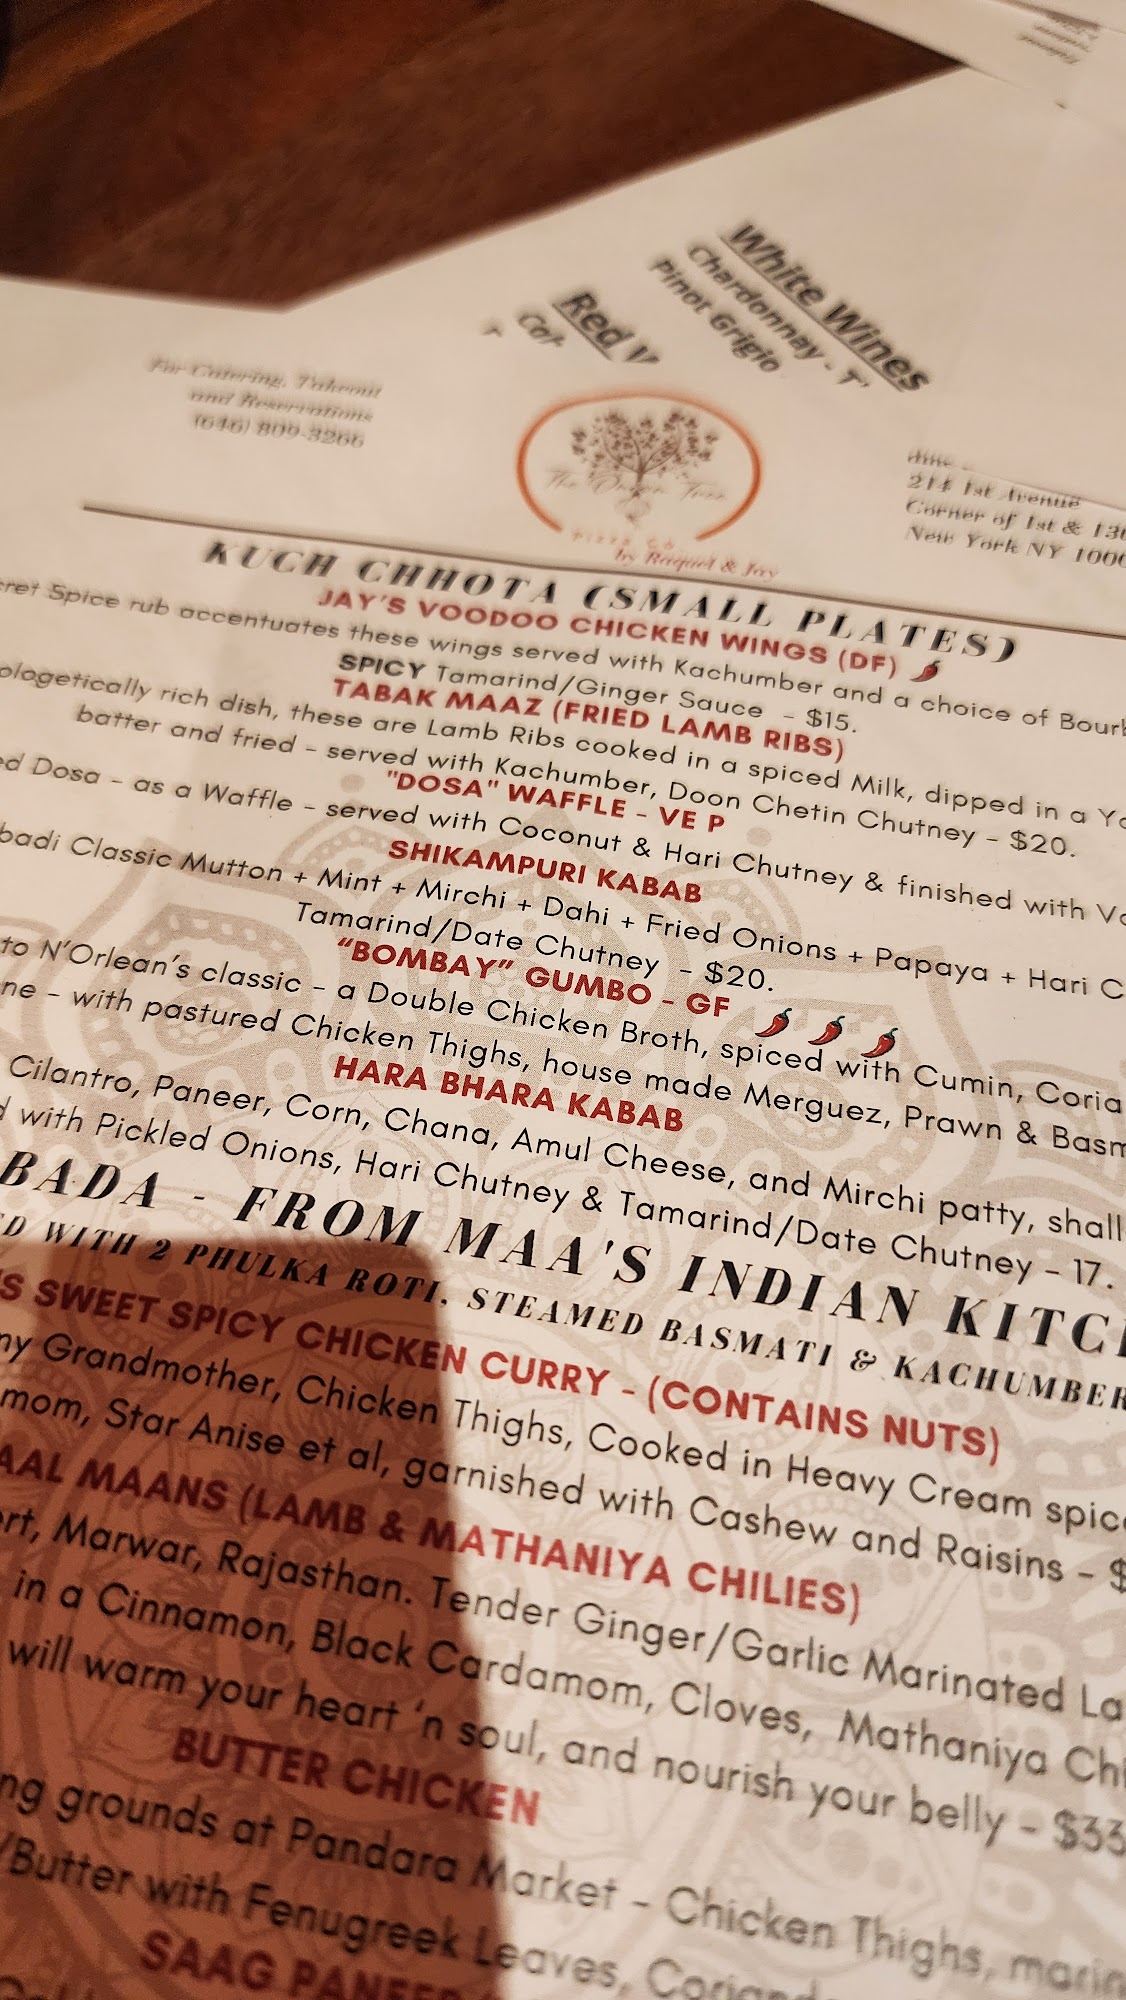 White Wines
Chardonnay -
Pinot Grigio
Red
For Catering, Takeout
and Reservations
(646) 809-3266
The Onion Tree
PIZZA CO
by Raquel & Jay
214 1st Avenue
Corner of 1st &
New York NY
KUCH CHHOTA (SMALL PLATES)
JAY'S VOODOO CHICKEN WINGS (DF)
Spice rub accentuates these wings served with Kachumber and a choice of
SPICY Tamarind/Ginger Sauce - $15.
TABAK MAAZ (FRIED LAMB RIBS)
rich dish, these are Lamb Ribs cooked in a spiced Milk, dipped in a
batter and fried - served with Kachumber, Doon Chetin Chutney - $20.
"DOSA" WAFFLE - VE P
Dosa - as a Waffle - served with Coconut & Hari Chutney & finished with
SHIKAMPURI KABAB
Classic Mutton + Mint + Mirchi + Dahi + Fried Onions + Papaya + Hari
Tamarind/Date Chutney - $20.
“BOMBAY” GUMBO - GF
to N'Orlean's classic - a Double Chicken Broth, spiced with Cumin,
- with pastured Chicken Thighs, house made Merguez, Prawn &
HARA BHARA KABAB
Cilantro, Paneer, Corn, Chana, Amul Cheese, and Mirchi patty,
with Pickled Onions, Hari Chutney & Tamarind/Date Chutney - 17.
BADA - FROM MAA'S INDIAN
WITH 2 PHULKA ROTI, STEAMED BASMATI & KACHUMBER
SWEET SPICY CHICKEN CURRY - (CONTAINS NUTS)
Grandmother, Chicken Thighs, Cooked in Heavy Cream
Star Anise et al, garnished with Cashew and Raisins - $
MAANS (LAMB & MATHANIYA CHILIES)
Marwar, Rajasthan. Tender Ginger/Garlic Marinated
in a Cinnamon, Black Cardamom, Cloves, Mathaniya
will warm your heart 'n soul, and nourish your belly - $33
BUTTER CHICKEN
grounds at Pandara Market - Chicken Thighs,
/Butter with Fenugreek Leaves,
SAAG PANEER